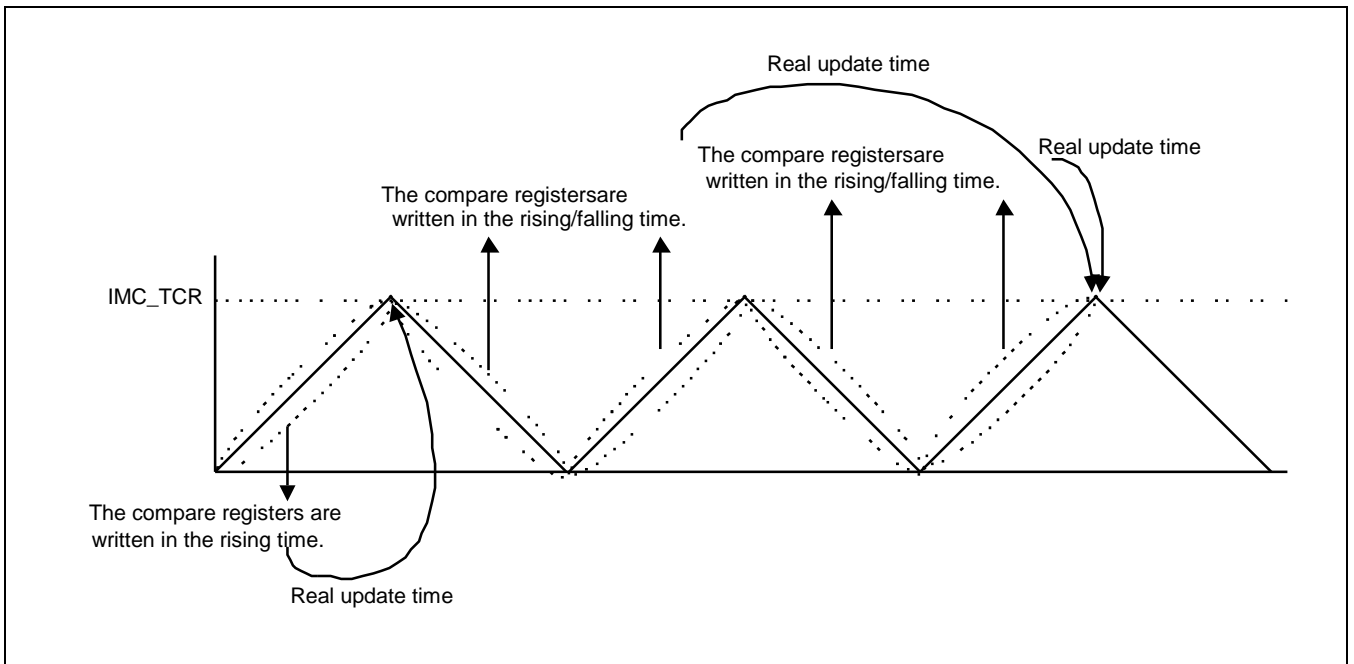 Real update time
Real update time
The compare registersare
written in the rising/falling time.
The compare registersare
written in the rising/falling time.
IMC_TCR
The compare registers are
written in the rising time.
Real update time